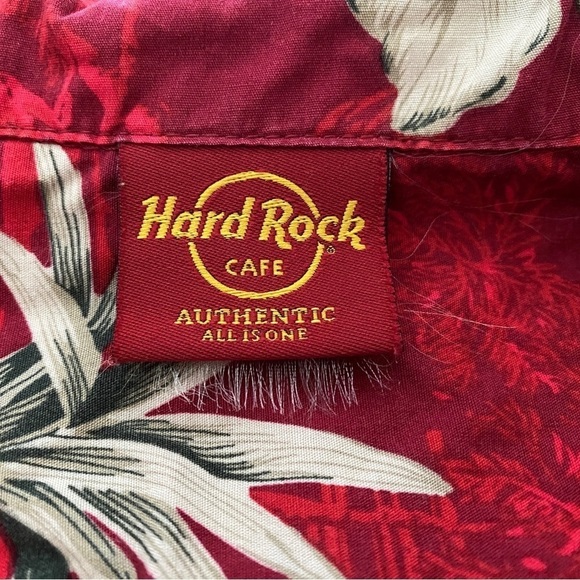 Hard Rock
CAFE
AUTHENTIC
ALL IS ONE